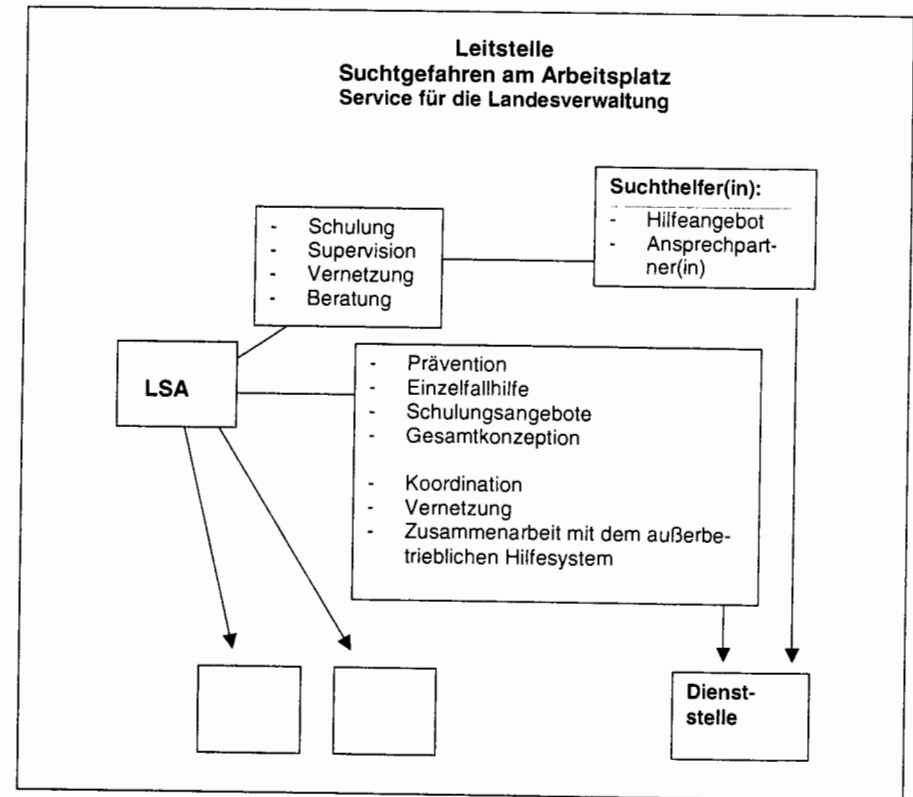 Leitstelle
Suchtgefahren am Arbeitsplatz
Service für die Landesverwaltung
Suchthelfer(in):
- Hilfeangebot
- Ansprechpart-
ner(in)
- Schulung
- Supervision
- Vernetzung
- Beratung
LSA
- Prävention
- Einzelfallhilfe
- Schulungsangebote
- Gesamtkonzeption
- Koordination
- Vernetzung
- Zusammenarbeit mit dem außerbe-
trieblichen Hilfesystem
Dienst-
stelle